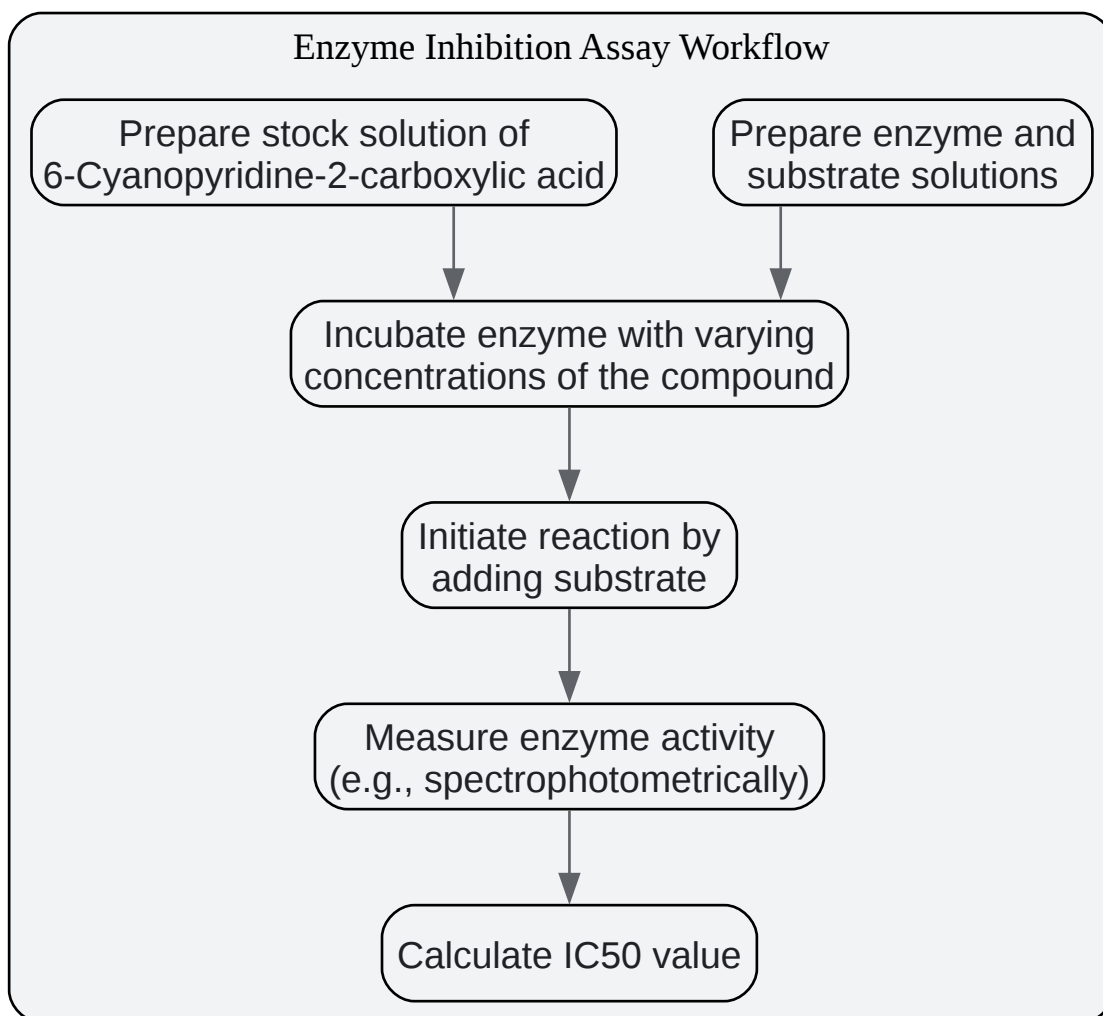 Enzyme Inhibition Assay Workflow
Prepare stock solution of
6-Cyanopyridine-2-carboxylic acid
Prepare enzyme and
substrate solutions
Incubate enzyme with varying
concentrations of the compound
Initiate reaction by
adding substrate
Measure enzyme activity
(e.g., spectrophotometrically)
Calculate IC50 value